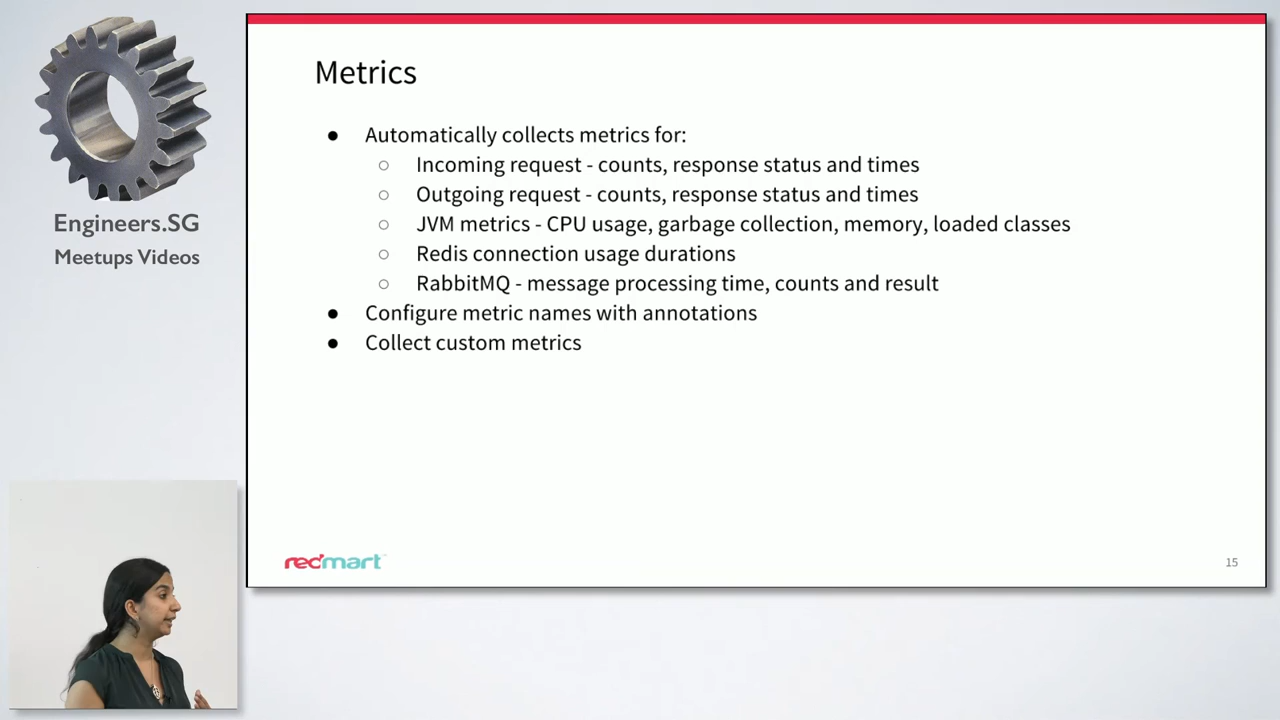 Engineers.SG
Meetups Videos
Metrics
● Automatically collects metrics for:
○ Incoming request - counts, response status and times
○ Outgoing request - counts, response status and times
○ JVM metrics - CPU usage, garbage collection, memory, loaded classes
○ Redis connection usage durations
○ RabbitMQ - message processing time, counts and result
● Configure metric names with annotations
● Collect custom metrics
redmart
15